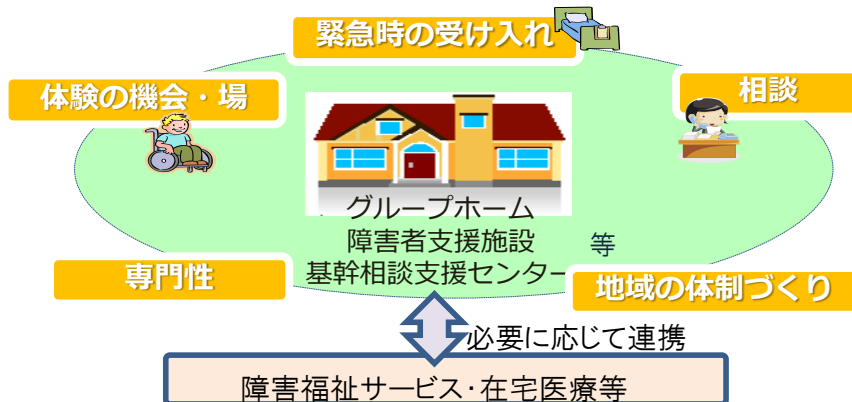 緊急時の受け入れ
体験の機会・場
相談
グループホーム
障害者支援施設 等
基幹相談支援センター
専門性
地域の体制づくり
必要に応じて連携
障害福祉サービス・在宅医療等